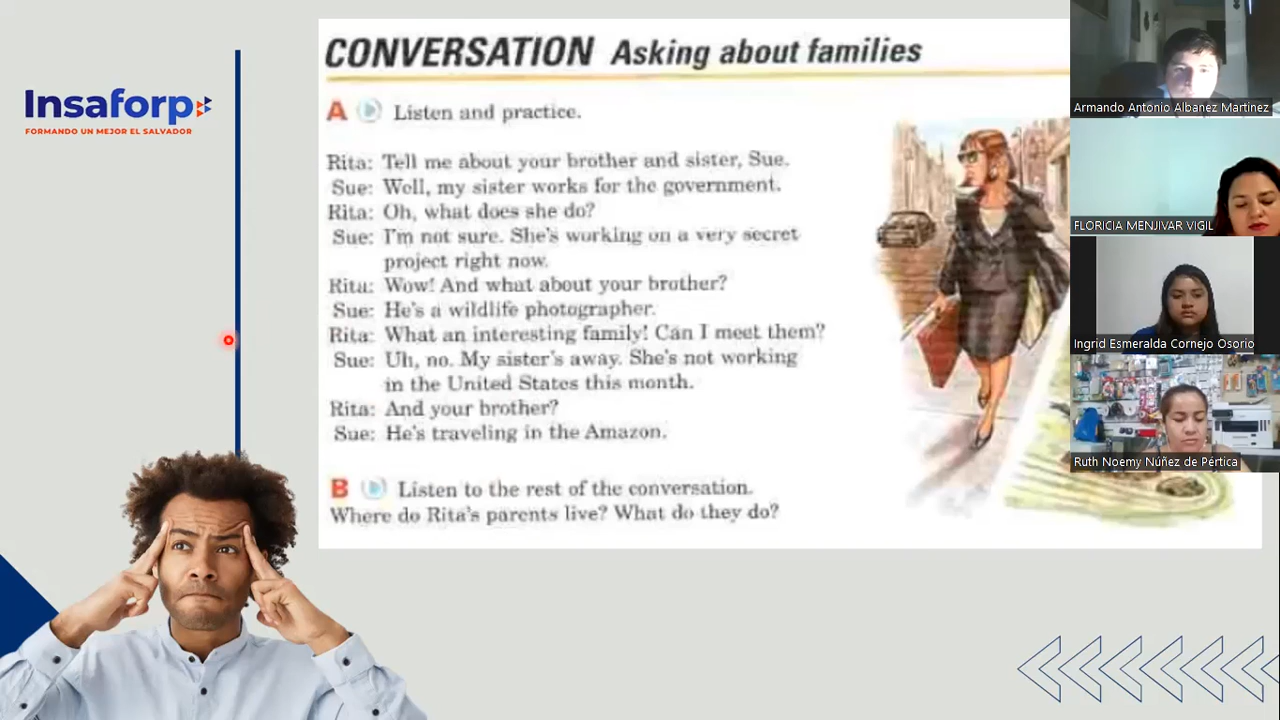 Insaforp
FORMANDO UN MEJOR EL SALVADOR
CONVERSATION Asking about families
A Listen and practice.
Rita: Tell me about your brother and sister, Sue.
Sue: Well, my sister works for the government.
Rita: Oh, what does she do?
Sue: I'm not sure. She's working on a very secret
project right now.
Rita: Wow! And what about your brother?
Sue: He's a wildlife photographer.
Rita: What an interesting family! Can I meet them?
Sue: Uh, no. My sister's away. She's not working
in the United States this month.
Rita: And your brother?
Sue: He's traveling in the Amazon.
B Listen to the rest of the conversation.
Where do Rita's parents live? What do they do?
Armando Antonio Albanez Martinez
FLORICIA MENJIVAR VIGIL
Ingrid Esmeralda Cornejo Osorio
Ruth Noemy Núñez de Pértica